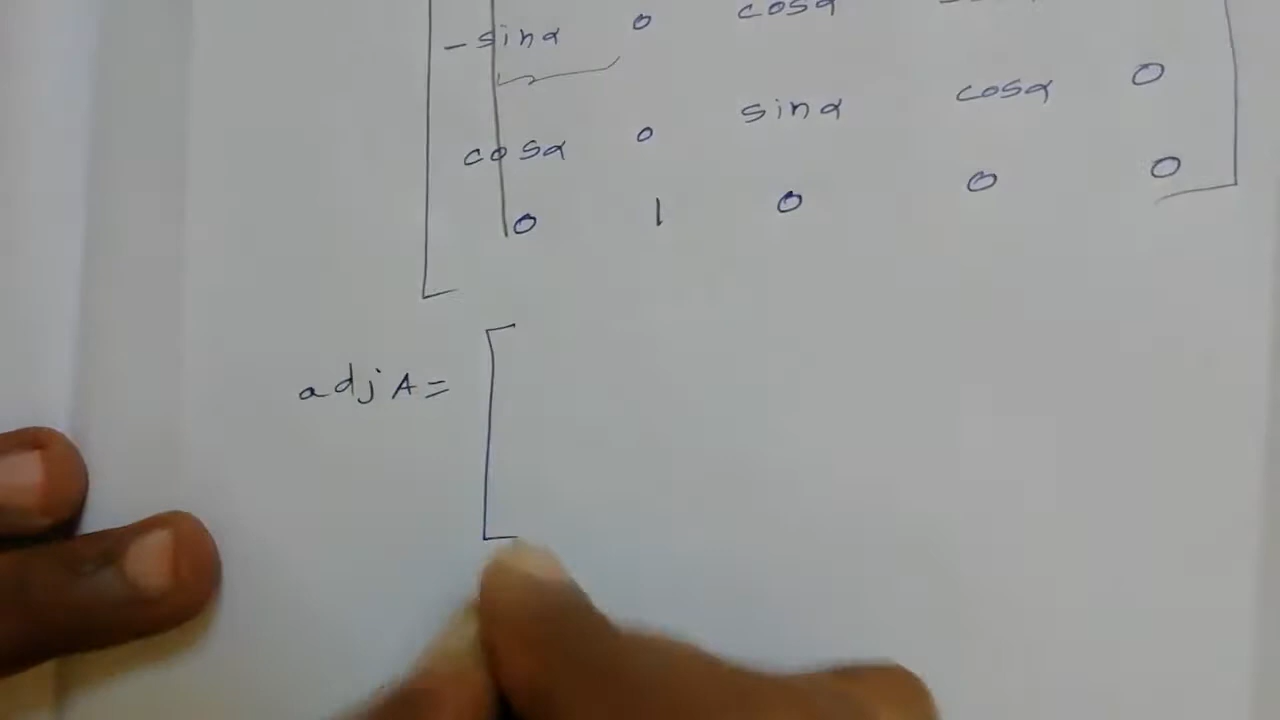 -sinα 0 cosα
cosα 0 sinα cosα 0
0 1 0 0 0
adj A =